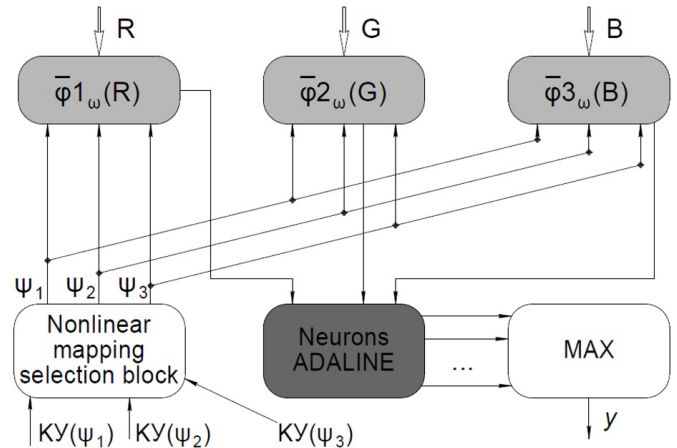 R
G
B
φ̅1ω(R)
φ̅2ω(G)
φ̅3ω(B)
Ψ1
Ψ2
Ψ3
Nonlinear
mapping
selection block
Neurons
ADALINE
...
MAX
КУ(Ψ1)
КУ(Ψ2)
КУ(Ψ3)
y